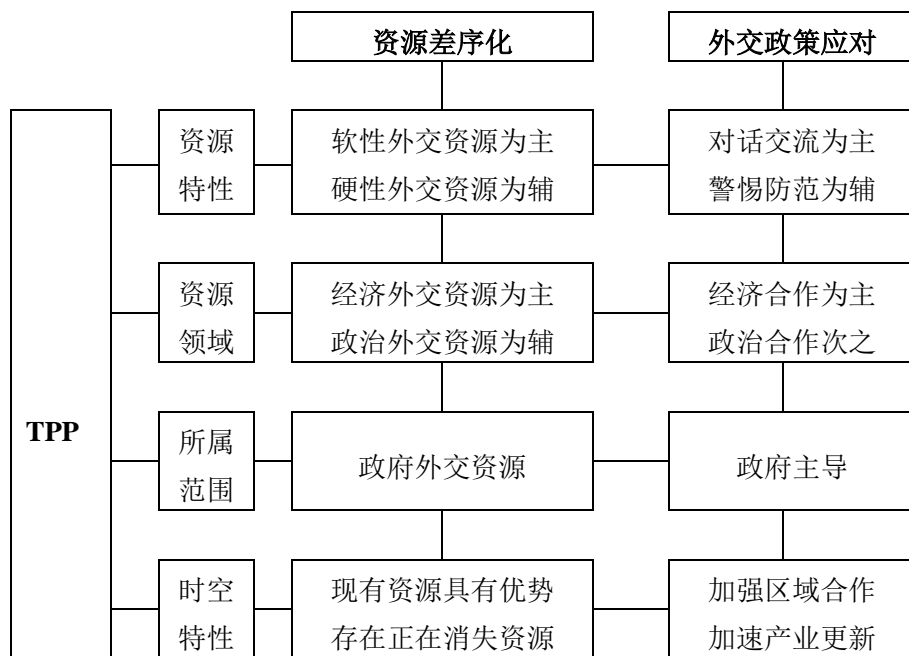 资源差序化
外交政策应对
TPP
资源
特性
软性外交资源为主
硬性外交资源为辅
对话交流为主
警惕防范为辅
资源
领域
经济外交资源为主
政治外交资源为辅
经济合作为主
政治合作次之
所属
范围
政府外交资源
政府主导
时空
特性
现有资源具有优势
存在正在消失资源
加强区域合作
加速产业更新